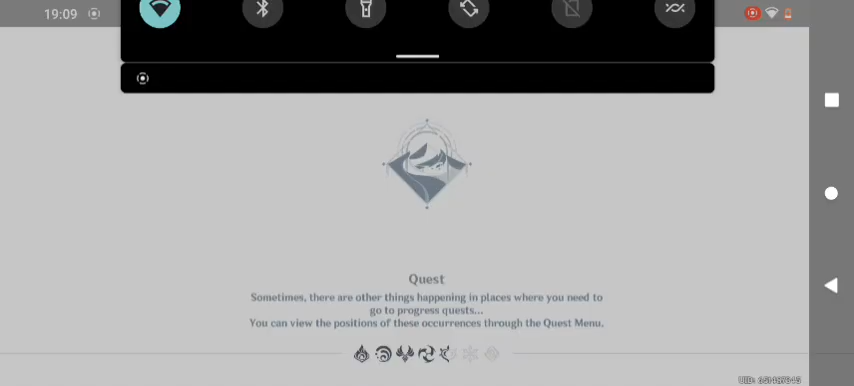 19:09
Quest
Sometimes, there are other things happening in places where you need to
go to progress quests...
You can view the positions of these occurrences through the Quest Menu.